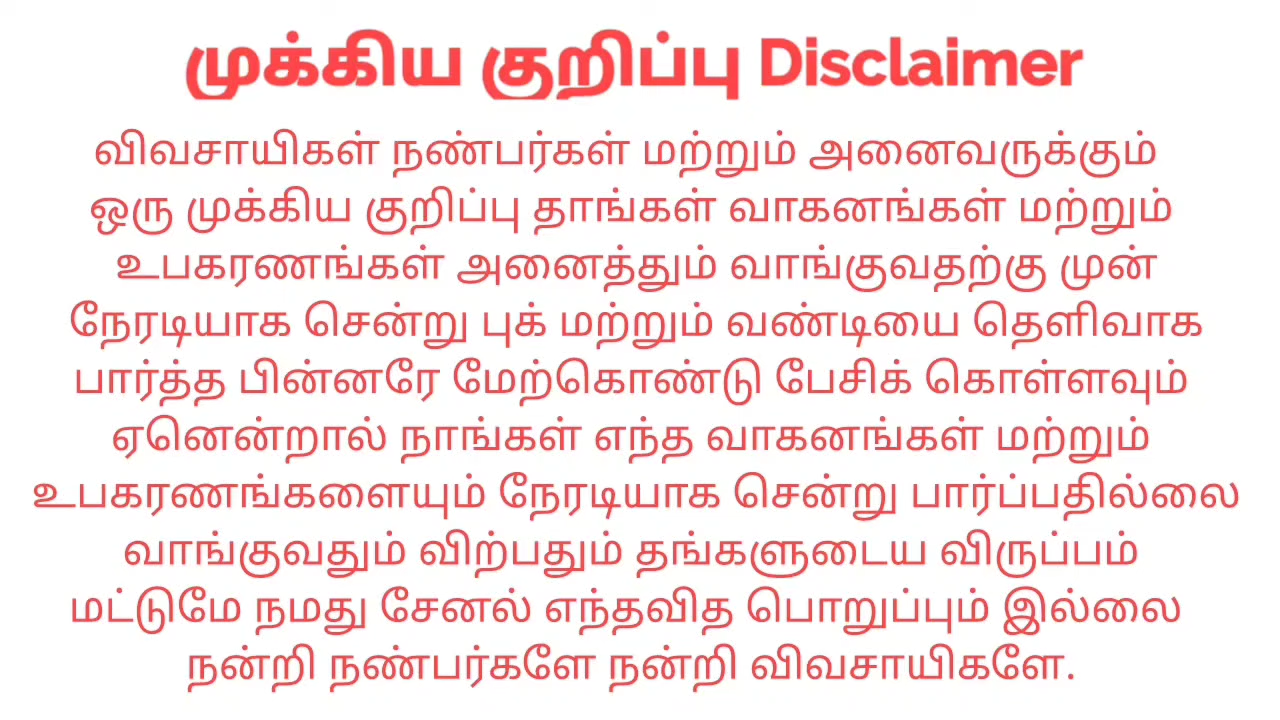 முக்கிய குறிப்பு Disclaimer
விவசாயிகள் நண்பர்கள் மற்றும் அனைவருக்கும்
ஒரு முக்கிய குறிப்பு தாங்கள் வாகனங்கள் மற்றும்
உபகரணங்கள் அனைத்தும் வாங்குவதற்கு முன்
நேரடியாக சென்று புக் மற்றும் வண்டியை தெளிவாக
பார்த்த பின்னரே மேற்கொண்டு பேசிக் கொள்ளவும்
ஏனென்றால் நாங்கள் எந்த வாகனங்கள் மற்றும்
உபகரணங்களையும் நேரடியாக சென்று பார்ப்பதில்லை
வாங்குவதும் விற்பதும் தங்களுடைய விருப்பம்
மட்டுமே நமது சேனல் எந்தவித பொறுப்பும் இல்லை
நன்றி நண்பர்களே நன்றி விவசாயிகளே.